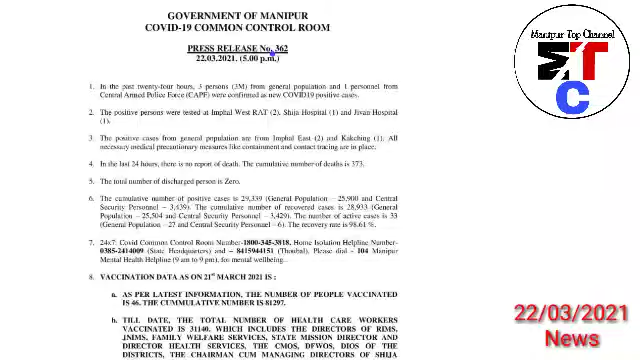 GOVERNMENT OF MANIPUR
COVID-19 COMMON CONTROL ROOM
PRESS RELEASE No. 362
22.03.2021. (5.00 p.m.)
1. In the past twenty-four hours, 3 persons (3M) from general population and 1 personnel from
Central Armed Police Force (CAPF) were confirmed as new COVID19 positive cases.
2. The positive persons were tested at Imphal West RAT (2), Shija Hospital (1) and Jivan Hospital
(1).
3. The positive cases from general population are from Imphal East (2) and Kakching (1). All
necessary medical precautionary measures like containment and contact tracing are in place.
4. In the last 24 hours, there is no report of death. The cumulative number of deaths is 373.
5. The total number of discharged person is Zero.
6. The cumulative number of positive cases is 29,339 (General Population – 25,900 and Central
Security Personnel – 3,439). The cumulative number of recovered cases is 28,933 (General
Population – 25,504 and Central Security Personnel – 3,429). The number of active cases is 33
(General Population –27 and Central Security Personnel – 6). The recovery rate is 98.61 %.
7. 24x7: Covid Common Control Room Number-1800-345-3818, Home Isolation Helpline Number-
0385-2414009 (State Headquarters) and – 8415944151 (Thoubal). Please dial - 104 Manipur
Mental Health Helpline (9 am to 9 pm), for mental wellbeing.
8. VACCINATION DATA AS ON 21ST MARCH 2021 IS :
a. AS PER LATEST INFORMATION, THE NUMBER OF PEOPLE VACCINATED
IS 46. THE CUMMULATIVE NUMBER IS 81297.
b. TILL DATE, THE TOTAL NUMBER OF HEALTH CARE WORKERS
VACCINATED IS 31140. WHICH INCLUDES THE DIRECTORS OF RIMS,
JNIMS, FAMILY WELFARE SERVICES, STATE MISSION DIRECTOR AND
DIRECTOR HEALTH SERVICES, THE CMOS, DFWOS, DIOS OF THE
DISTRICTS, THE CHAIRMAN CUM MANAGING DIRECTORS OF SHIJA
Manipur Top Channel
MTC
22/03/2021
News